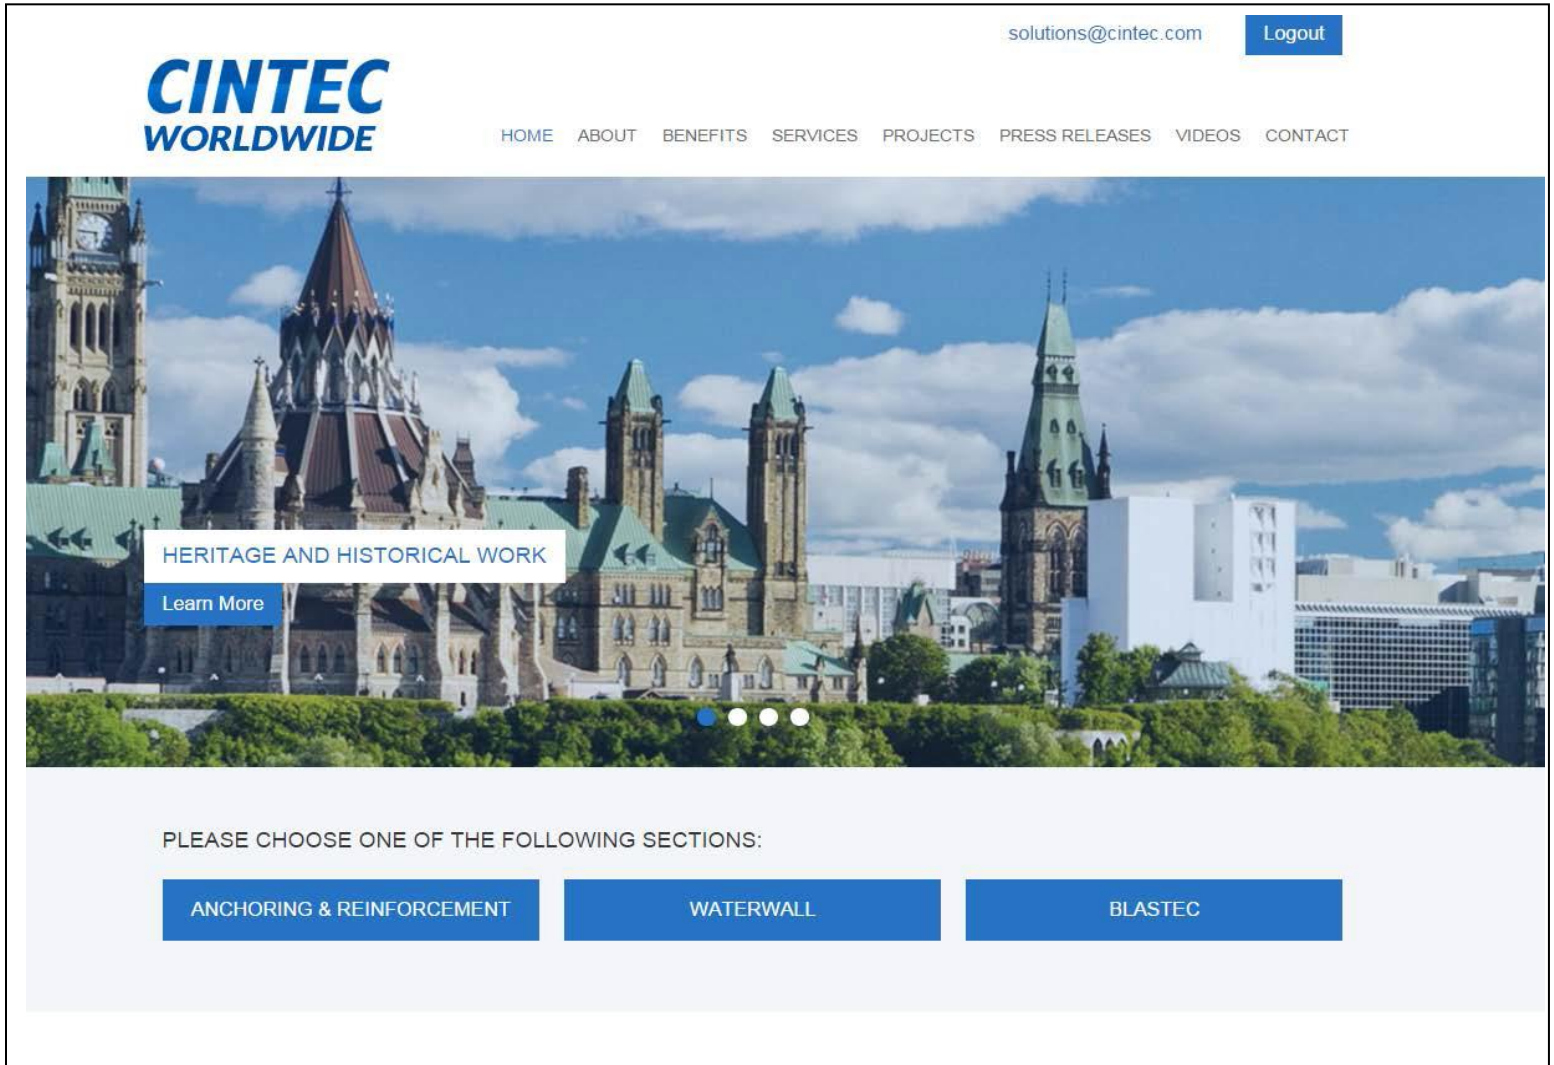 solutions@cintec.com Logout
CINTEC
WORLDWIDE
HOME ABOUT BENEFITS SERVICES PROJECTS PRESS RELEASES VIDEOS CONTACT
HERITAGE AND HISTORICAL WORK
Learn More
PLEASE CHOOSE ONE OF THE FOLLOWING SECTIONS:
ANCHORING & REINFORCEMENT WATERWALL BLASTEC